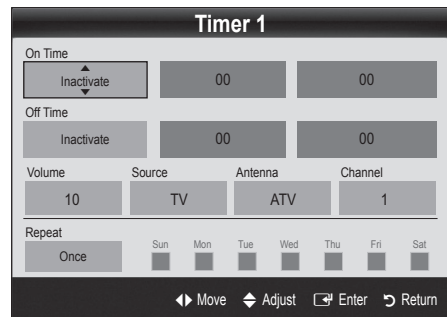 Timer 1
On Time
Inactivate 00 00
Off Time
Inactivate 00 00
Volume Source Antenna Channel
10 TV ATV 1
Repeat
Sun Mon Tue Wed Thu Fri Sat
Once
Move Adjust Enter Return